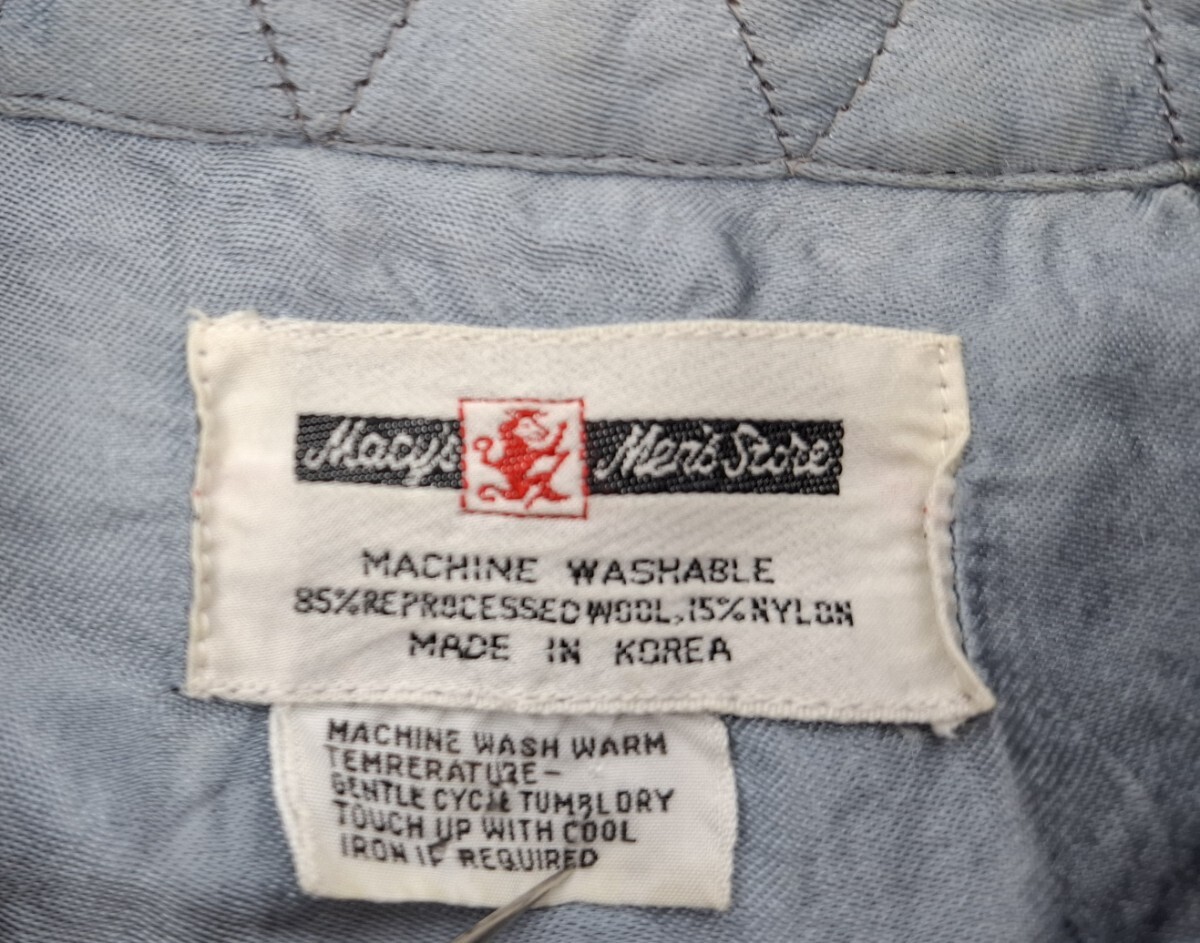 Macy's Men's Store
MACHINE WASHABLE
85% REPROCESSED WOOL, 15% NYLON
MADE IN KOREA
MACHINE WASH WARM
TEMRERATURE-
GENTLE CYCLE TUMBL DRY
TOUCH UP WITH COOL
IRON IF REQUIRED